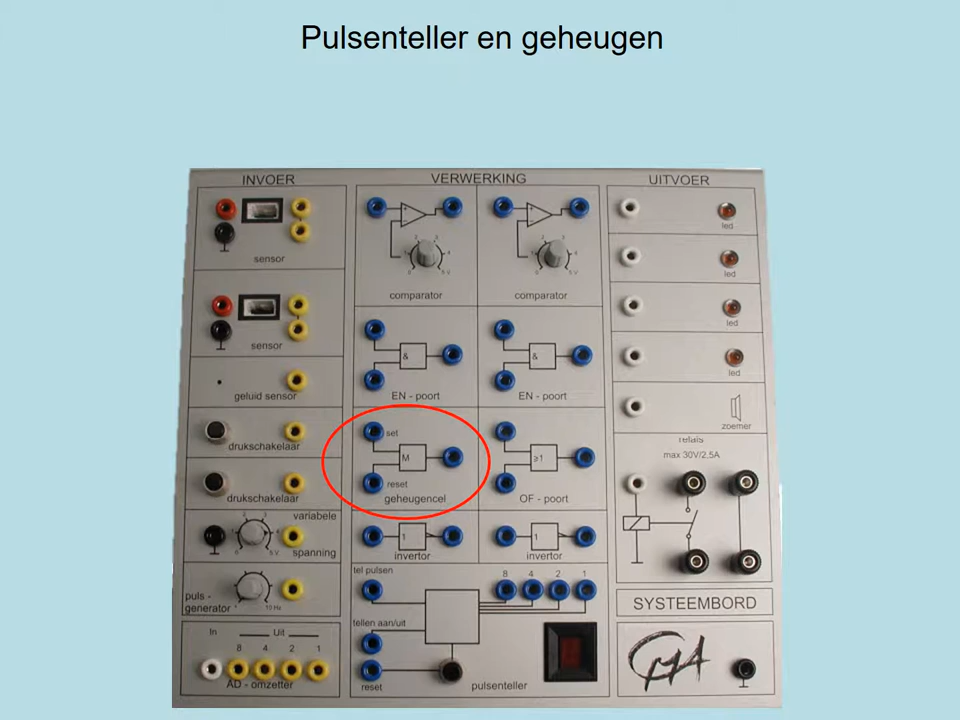 Pulsenteller en geheugen
INVOER
VERWERKING
UITVOER
sensor
comparator
comparator
led
led
led
led
sensor
&
&
EN - poort
EN - poort
geluid sensor
zoemer
drukschakelaar
set
M
reset
geheugencel
≥1
OF - poort
relais
max 30V/2,5A
drukschakelaar
variabele
spanning
1
invertor
1
invertor
puls -
generator
10 Hz
tel pulsen
8 4 2 1
tellen aan/uit
reset
pulsenteller
SYSTEEMBORD
In Uit
8 4 2 1
AD - omzetter
CMA